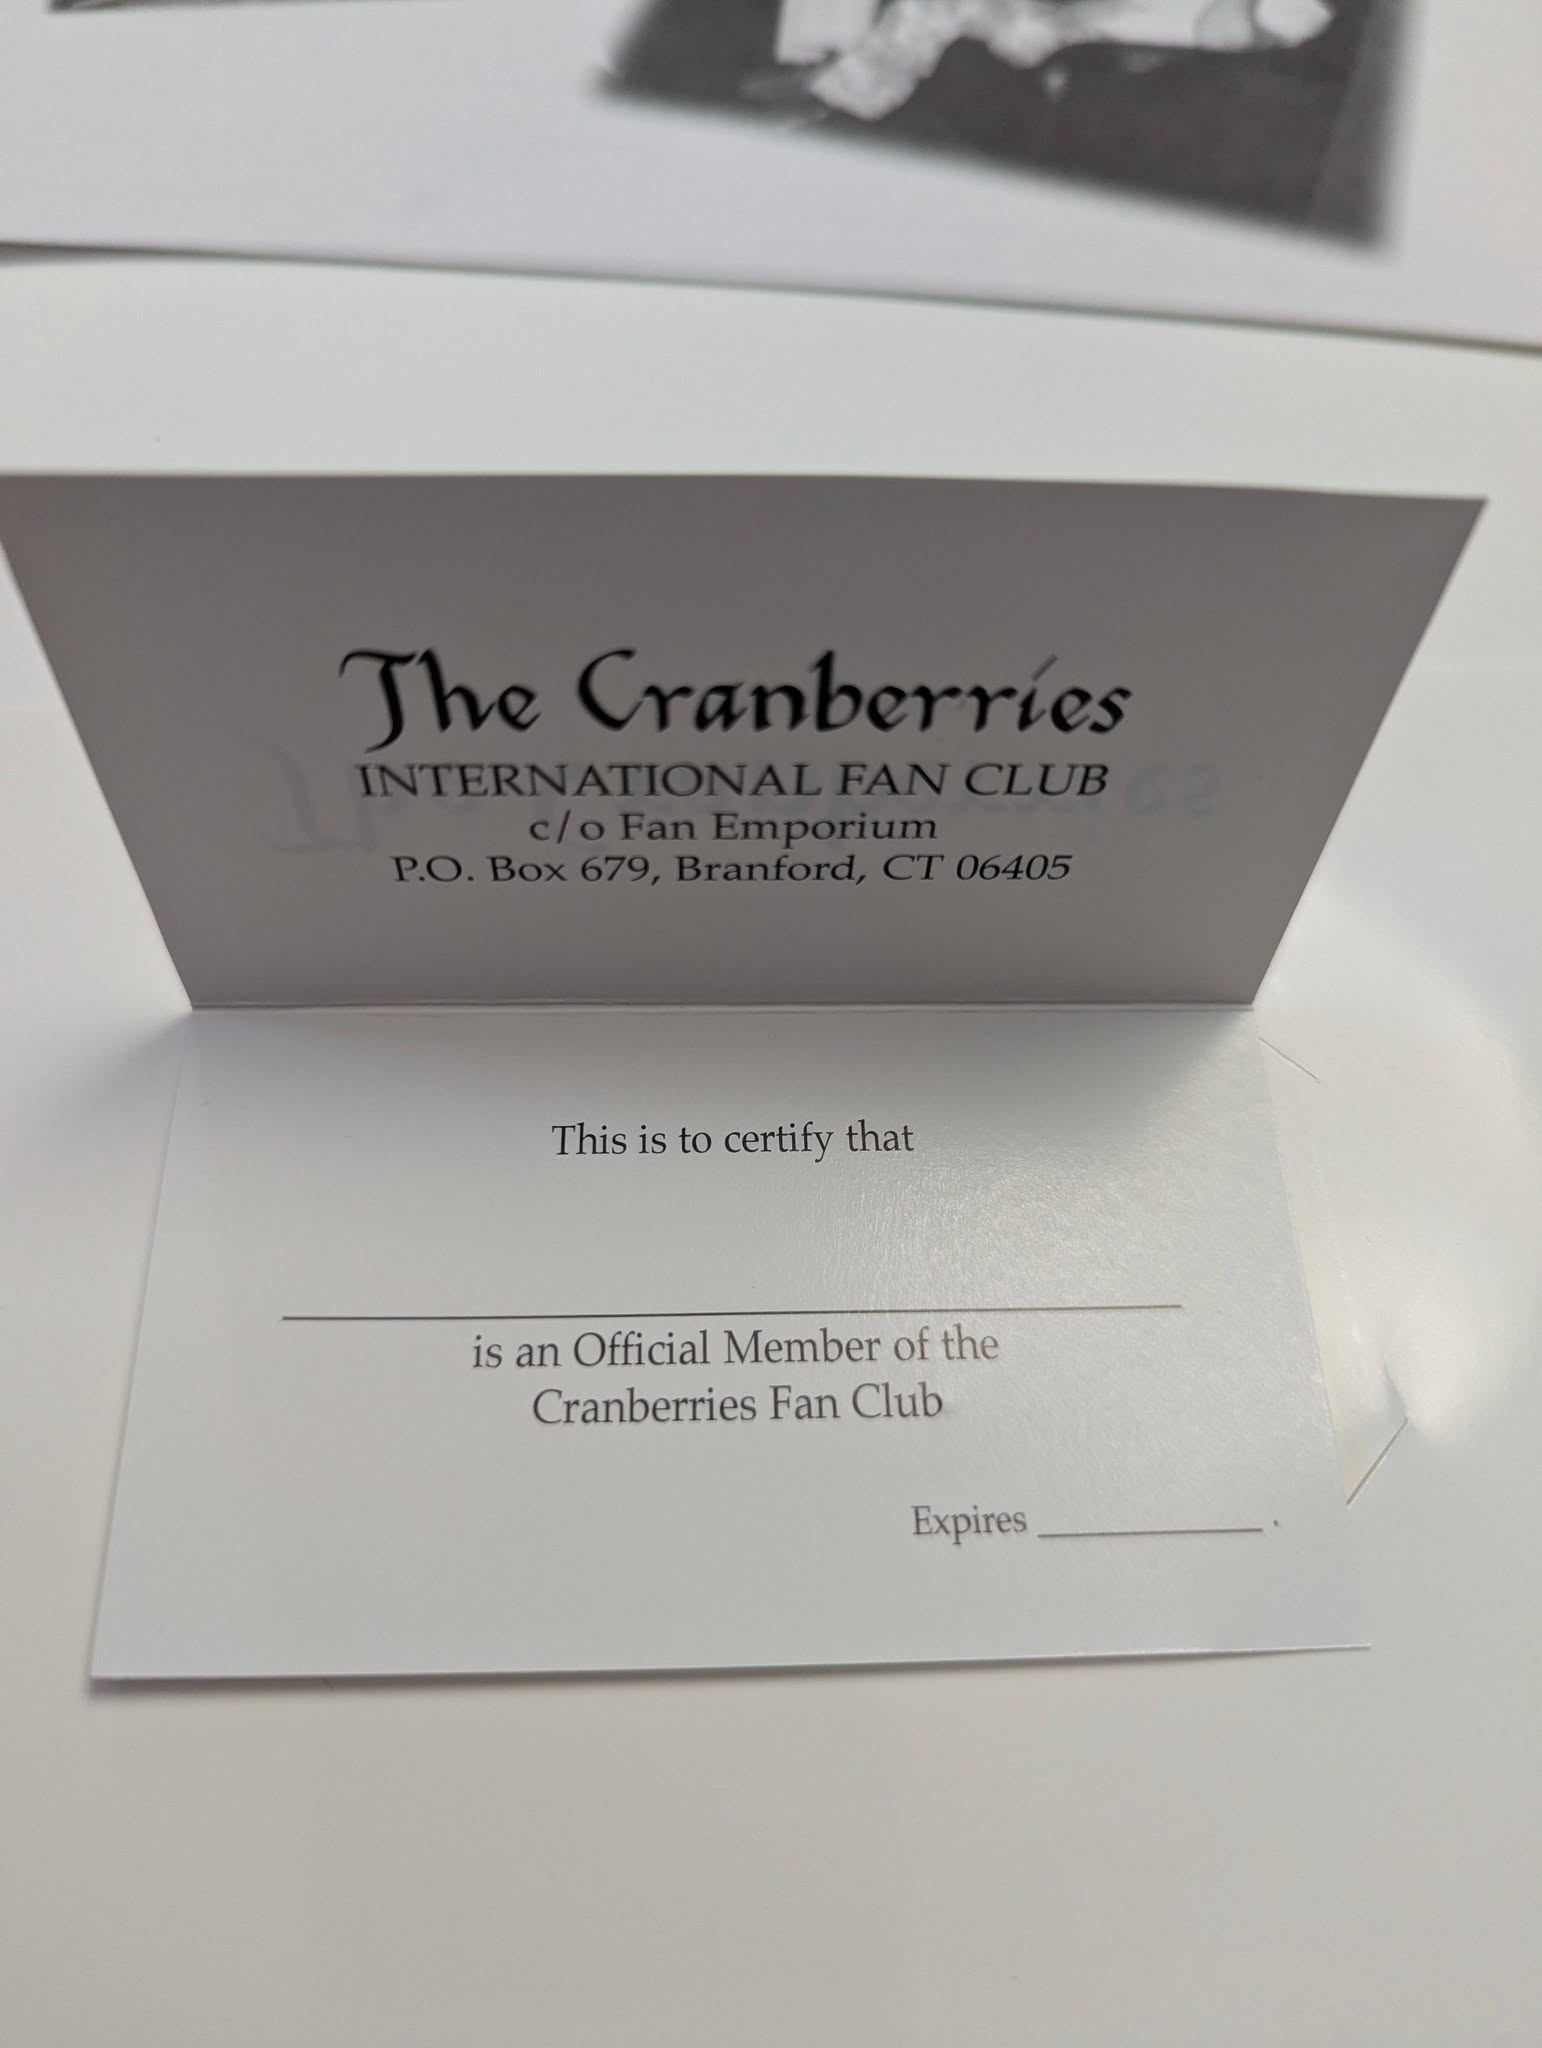 The Cranberries
INTERNATIONAL FAN CLUB
c/o Fan Emporium
P.O. Box 679, Branford, CT 06405
This is to certify that
is an Official Member of the
Cranberries Fan Club
Expires __________ .